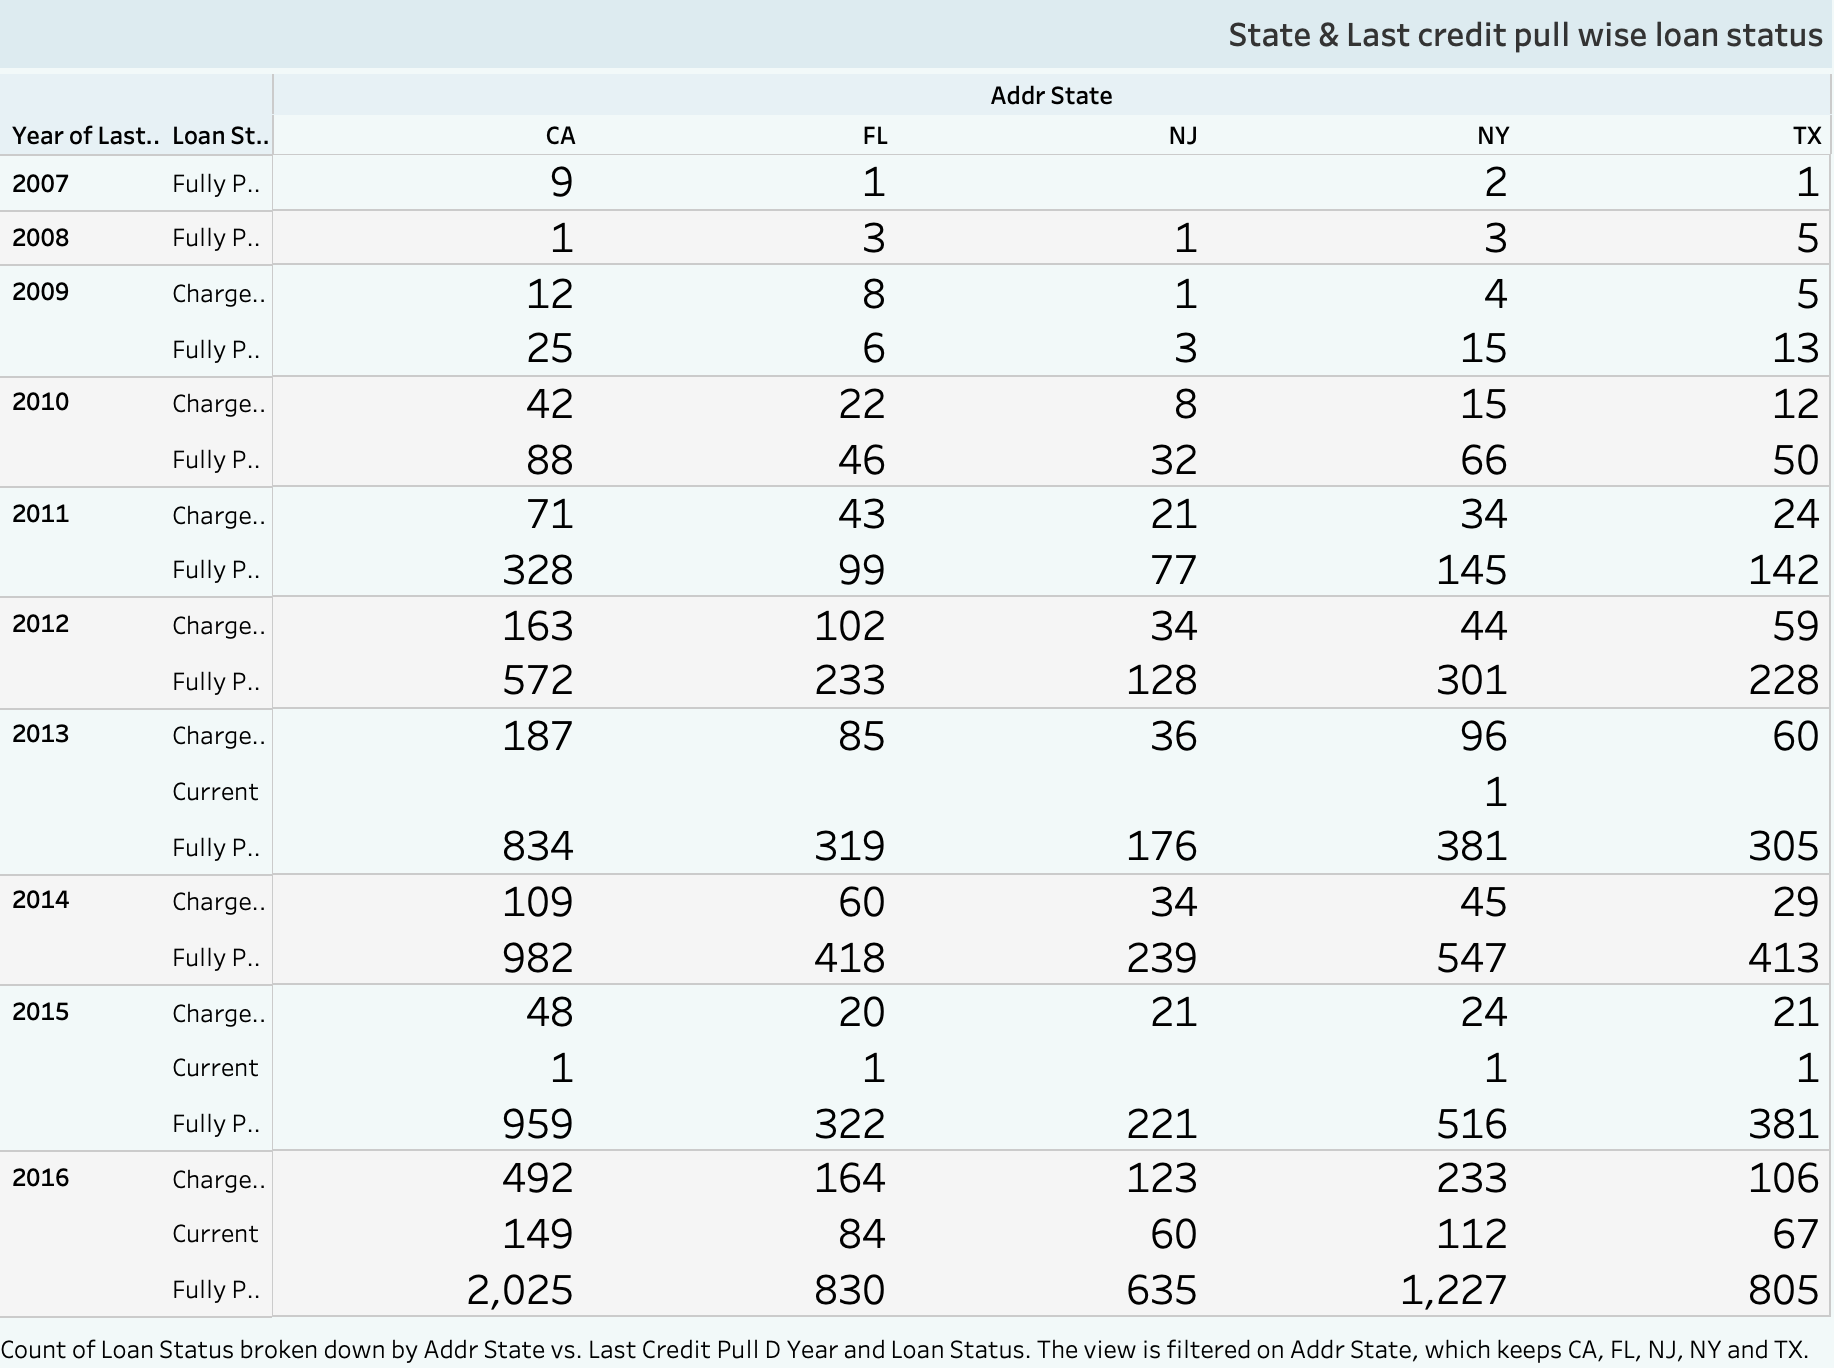 State & Last credit pull wise loan status
Addr State
Year of Last.. Loan St.. CA FL NJ NY TX
2007 Fully P.. 9 1 2 1
2008 Fully P.. 1 3 1 3 5
2009 Charge.. 12 8 1 4 5
Fully P.. 25 6 3 15 13
2010 Charge.. 42 22 8 15 12
Fully P.. 88 46 32 66 50
2011 Charge.. 71 43 21 34 24
Fully P.. 328 99 77 145 142
2012 Charge.. 163 102 34 44 59
Fully P.. 572 233 128 301 228
2013 Charge.. 187 85 36 96 60
Current 1
Fully P.. 834 319 176 381 305
2014 Charge.. 109 60 34 45 29
Fully P.. 982 418 239 547 413
2015 Charge.. 48 20 21 24 21
Current 1 1 1 1
Fully P.. 959 322 221 516 381
2016 Charge.. 492 164 123 233 106
Current 149 84 60 112 67
Fully P.. 2,025 830 635 1,227 805
Count of Loan Status broken down by Addr State vs. Last Credit Pull D Year and Loan Status. The view is filtered on Addr State, which keeps CA, FL, NJ, NY and TX.